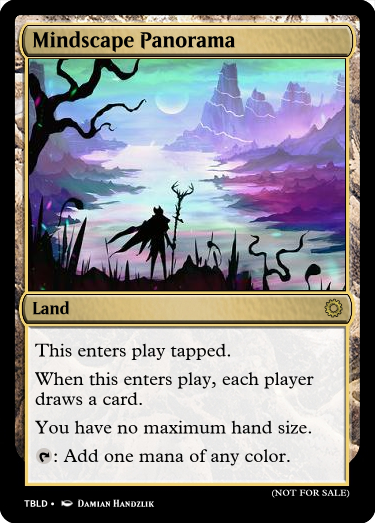 Mindscape Panorama
Land
This enters play tapped.
When this enters play, each player
draws a card.
You have no maximum hand size.
: Add one mana of any color.
(NOT FOR SALE)
TBLD • Damian Handzlik